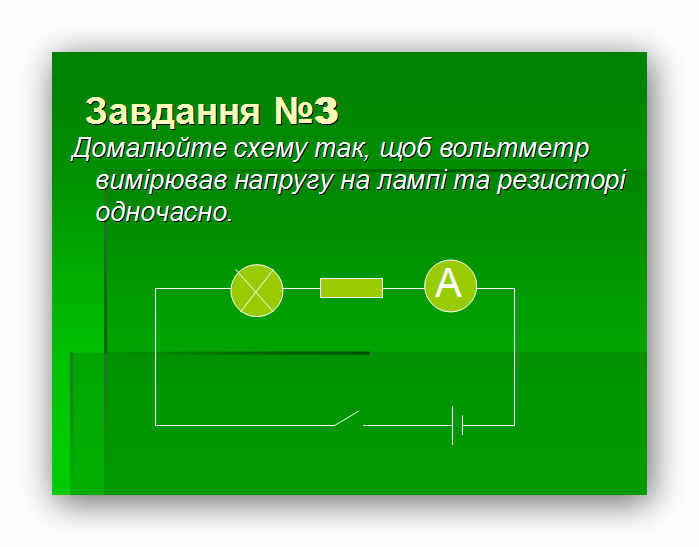 Завдання №3
Домалюйте схему так, щоб вольтметр
вимірював напругу на лампі та резисторі
одночасно.
А